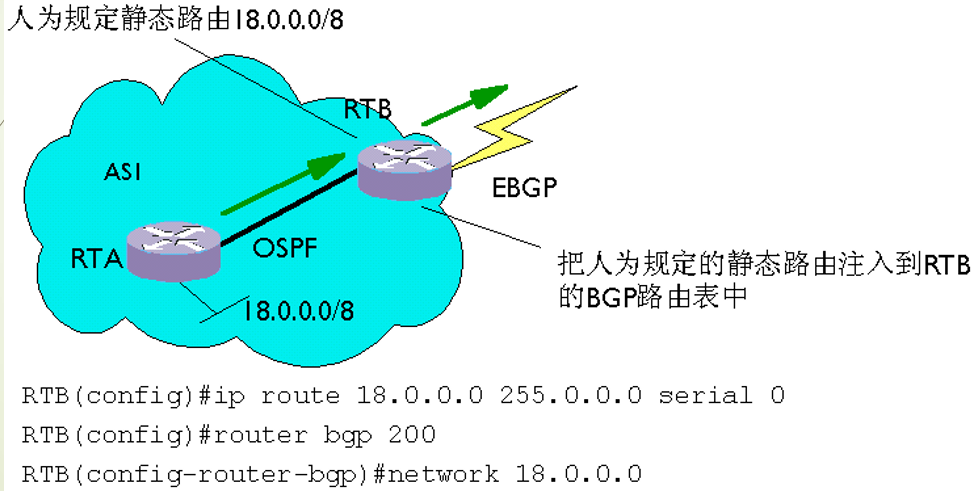 人为规定静态路由18.0.0.0/8
RTB
AS1
EBGP
RTA
OSPF
把人为规定的静态路由注入到RTB
的BGP路由表中
18.0.0.0/8
RTB(config)#ip route 18.0.0.0 255.0.0.0 serial 0
RTB(config)#router bgp 200
RTB(config-router-bgp)#network 18.0.0.0